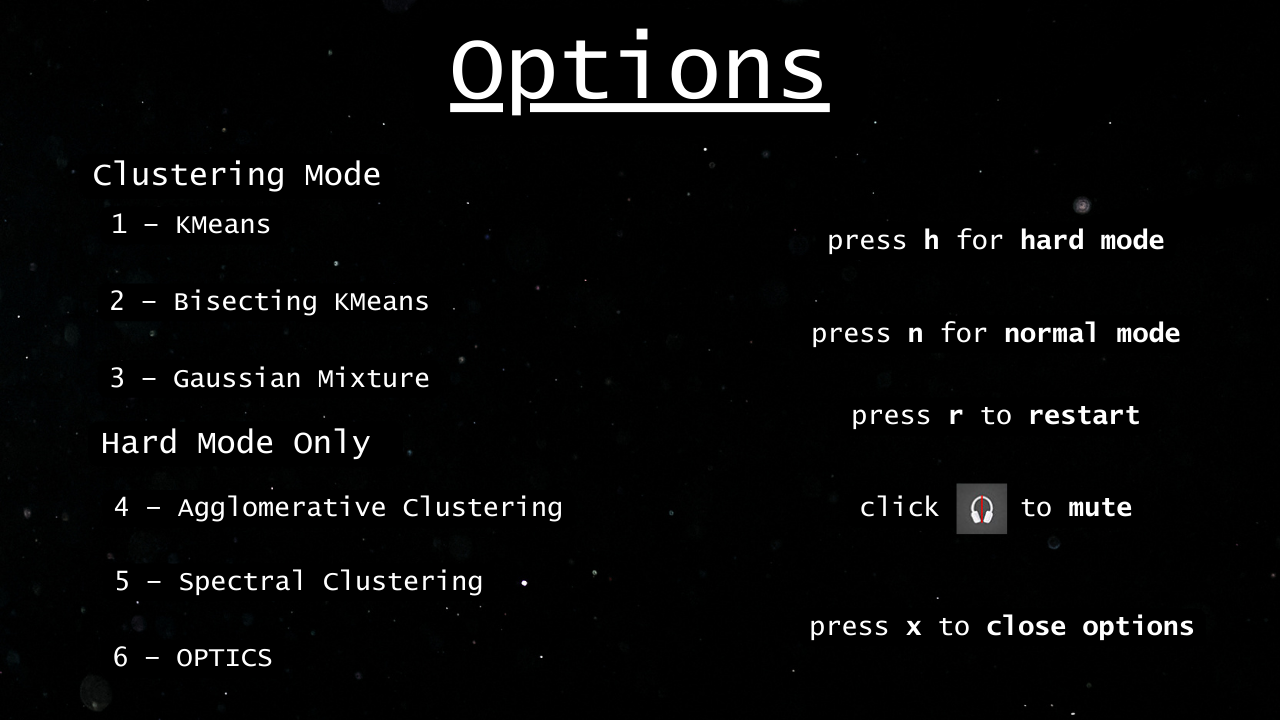 Options
Clustering Mode
1 – KMeans
2 – Bisecting KMeans
3 – Gaussian Mixture
Hard Mode Only
4 – Agglomerative Clustering
5 – Spectral Clustering
6 – OPTICS
press h for hard mode
press n for normal mode
press r to restart
click to mute
press x to close options